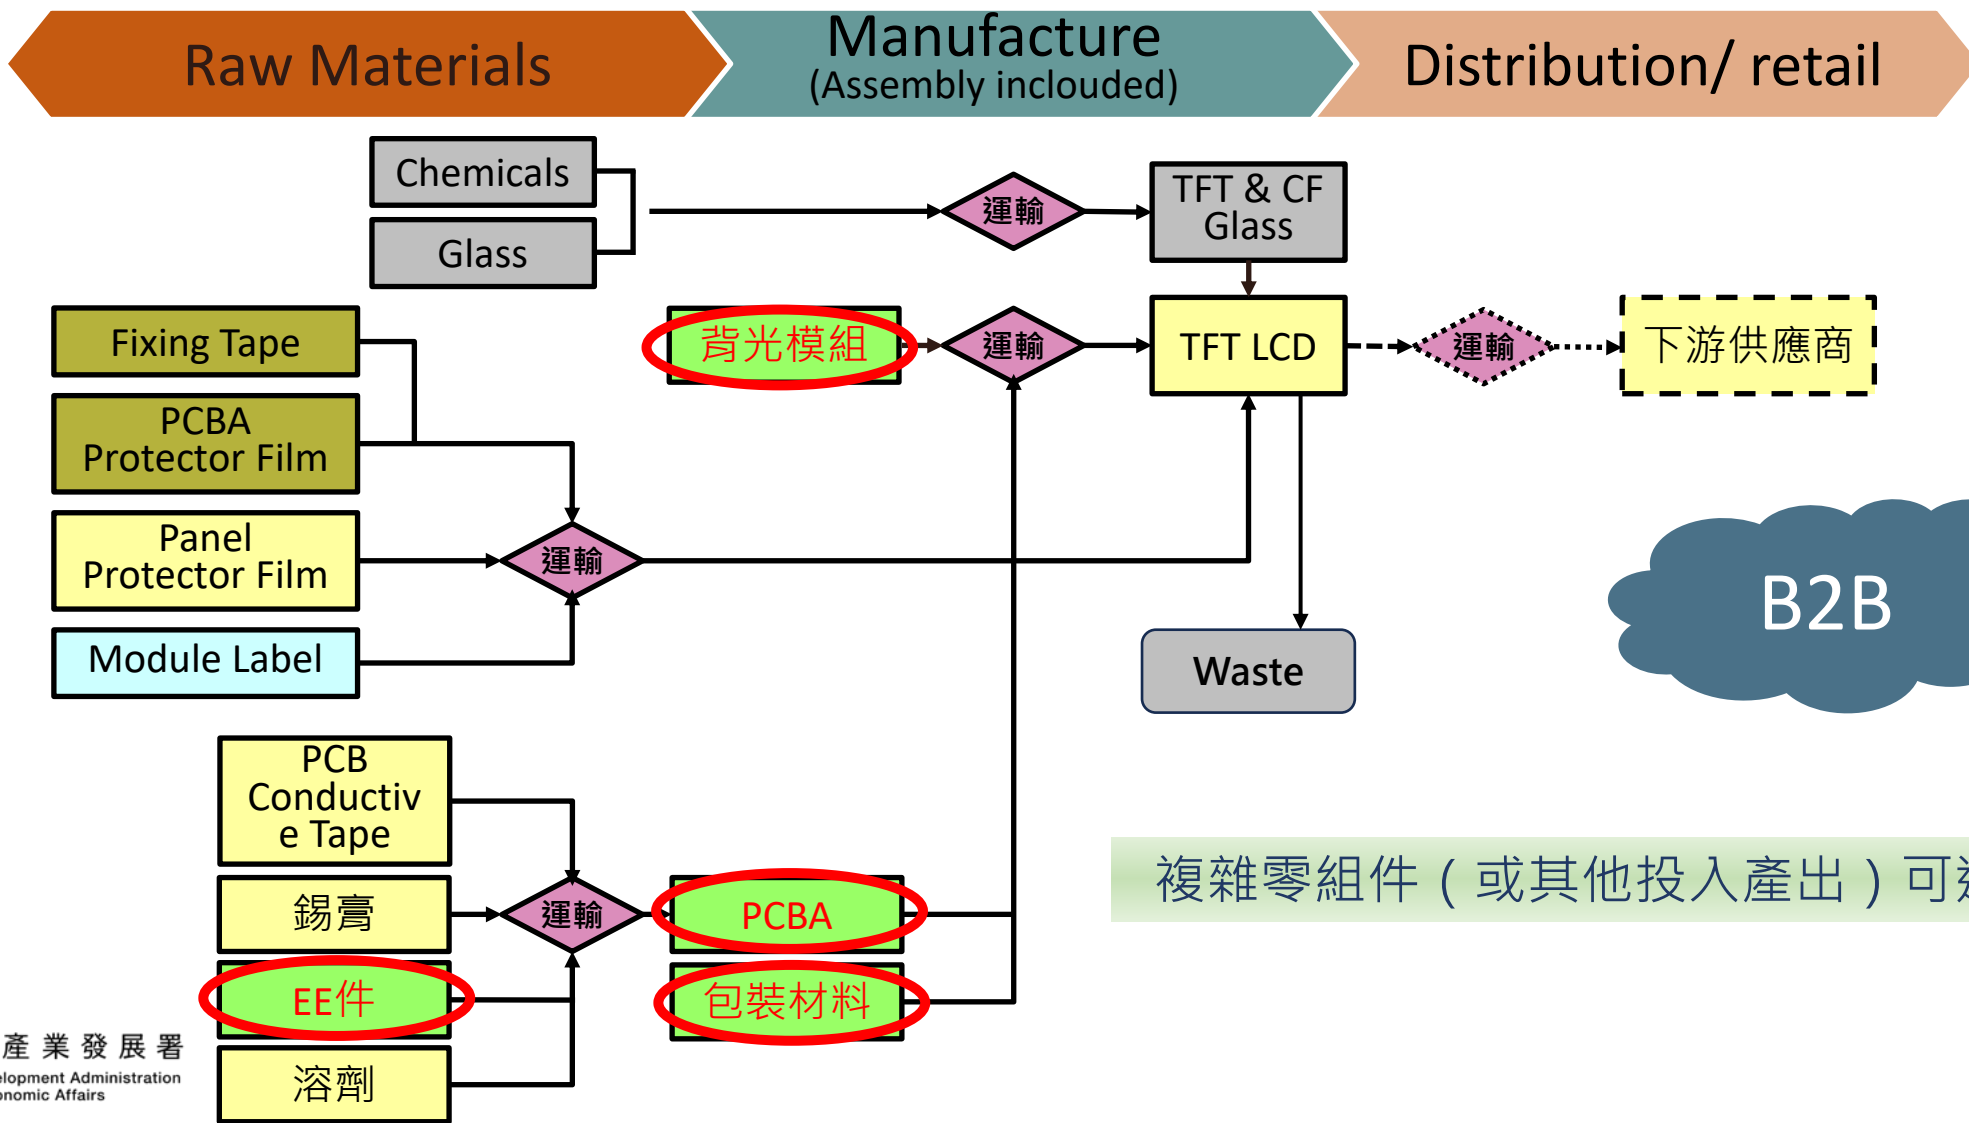 Raw Materials
Manufacture
(Assembly inclouded)
Distribution/ retail
Chemicals
Glass
運輸
TFT & CF
Glass
Fixing Tape
背光模組
運輸
TFT LCD
運輸
下游供應商
PCBA
Protector Film
Panel
Protector Film
運輸
Module Label
Waste
B2B
PCB
Conductiv
e Tape
錫膏
運輸
PCBA
EE件
包裝材料
溶劑
複雜零組件(或其他投入產出)可
產業發展署
elopment Administration
onomic Affairs